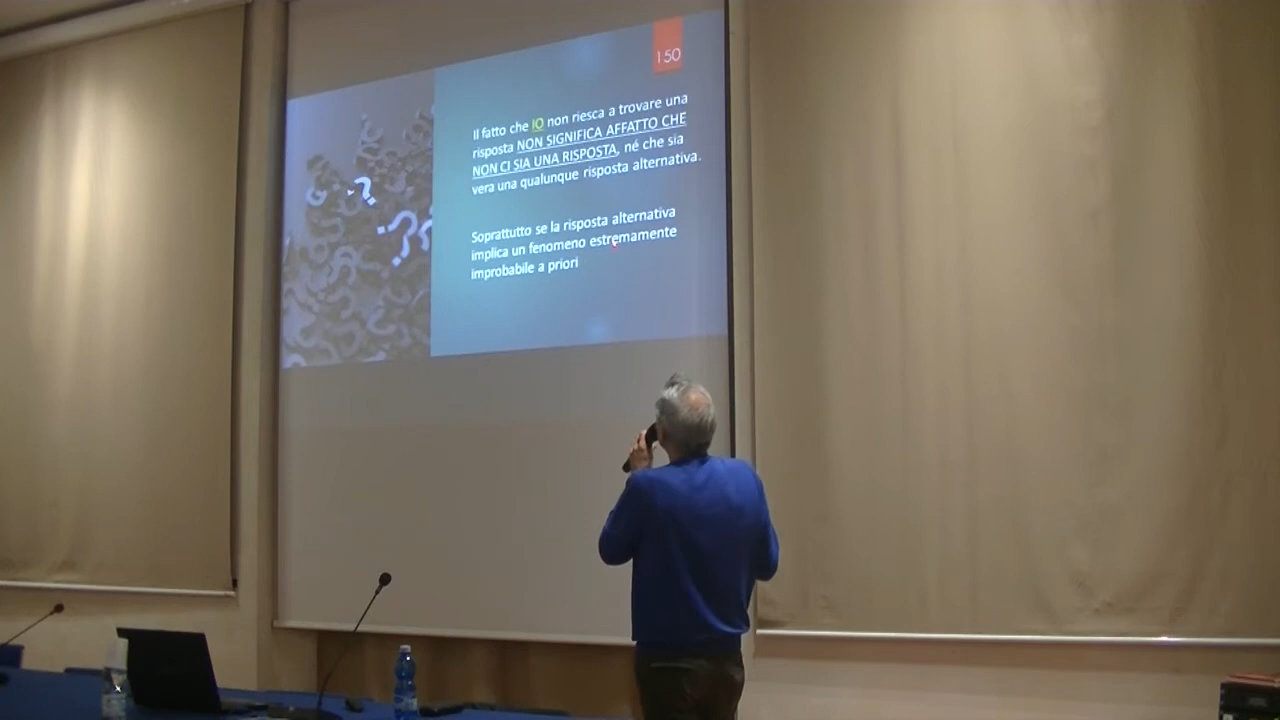 150
Il fatto che IO non riesca a trovare una
risposta NON SIGNIFICA AFFATTO CHE
NON CI SIA UNA RISPOSTA, né che sia
vera una qualunque risposta alternativa.
Soprattutto se la risposta alternativa
implica un fenomeno estremamente
improbabile a priori